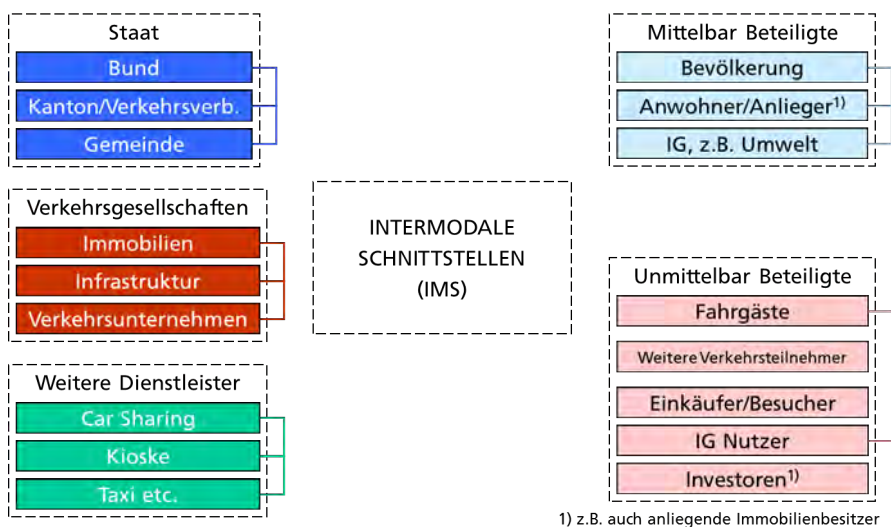 Staat
Bund
Kanton/Verkehrsverb.
Gemeinde
Verkehrsgesellschaften
Immobilien
Infrastruktur
Verkehrsunternehmen
Weitere Dienstleister
Car Sharing
Kioske
Taxi etc.
INTERMODALE
SCHNITTSTELLEN
(IMS)
Mittelbar Beteiligte
Bevölkerung
Anwohner/Anlieger¹⁾
IG, z.B. Umwelt
Unmittelbar Beteiligte
Fahrgäste
Weitere Verkehrsteilnehmer
Einkäufer/Besucher
IG Nutzer
Investoren¹⁾
1) z.B. auch anliegende Immobilienbesitzer